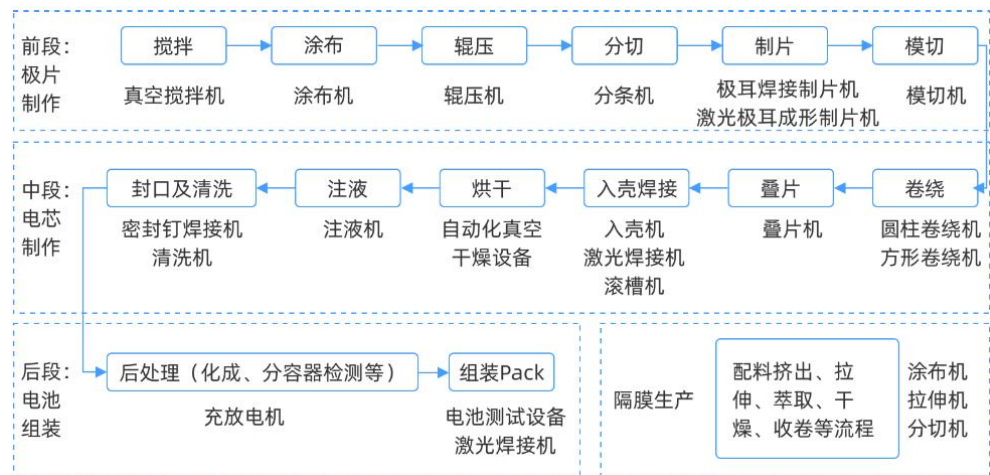 前段：
极片
制作
搅拌
涂布
辊压
分切
制片
模切
真空搅拌机
涂布机
辊压机
分条机
极耳焊接制片机
激光极耳成形制片机
模切机
中段：
电芯
制作
封口及清洗
注液
烘干
入壳焊接
叠片
卷绕
密封钉焊接机
清洗机
注液机
自动化真空
干燥设备
入壳机
激光焊接机
滚槽机
叠片机
圆柱卷绕机
方形卷绕机
后段：
电池
组装
后处理（化成、分容器检测等）
组装Pack
充放电机
电池测试设备
激光焊接机
隔膜生产
配料挤出、拉
伸、萃取、干
燥、收卷等流程
涂布机
拉伸机
分切机